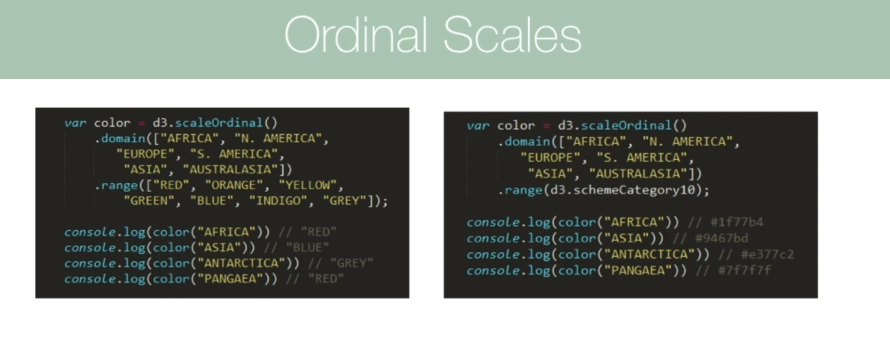 Ordinal Scales
var color = d3.scaleOrdinal()
.domain(["AFRICA", "N. AMERICA",
"EUROPE", "S. AMERICA",
"ASIA", "AUSTRALASIA"])
.range(["RED", "ORANGE", "YELLOW",
"GREEN", "BLUE", "INDIGO", "GREY"]);
console.log(color("AFRICA")) // "RED"
console.log(color("ASIA")) // "BLUE"
console.log(color("ANTARCTICA")) // "GREY"
console.log(color("PANGAEA")) // "RED"
var color = d3.scaleOrdinal()
.domain(["AFRICA", "N. AMERICA",
"EUROPE", "S. AMERICA",
"ASIA", "AUSTRALASIA"])
.range(d3.schemeCategory10);
console.log(color("AFRICA")) // #1f77b4
console.log(color("ASIA")) // #9467bd
console.log(color("ANTARCTICA")) // #e377c2
console.log(color("PANGAEA")) // #7f7f7f